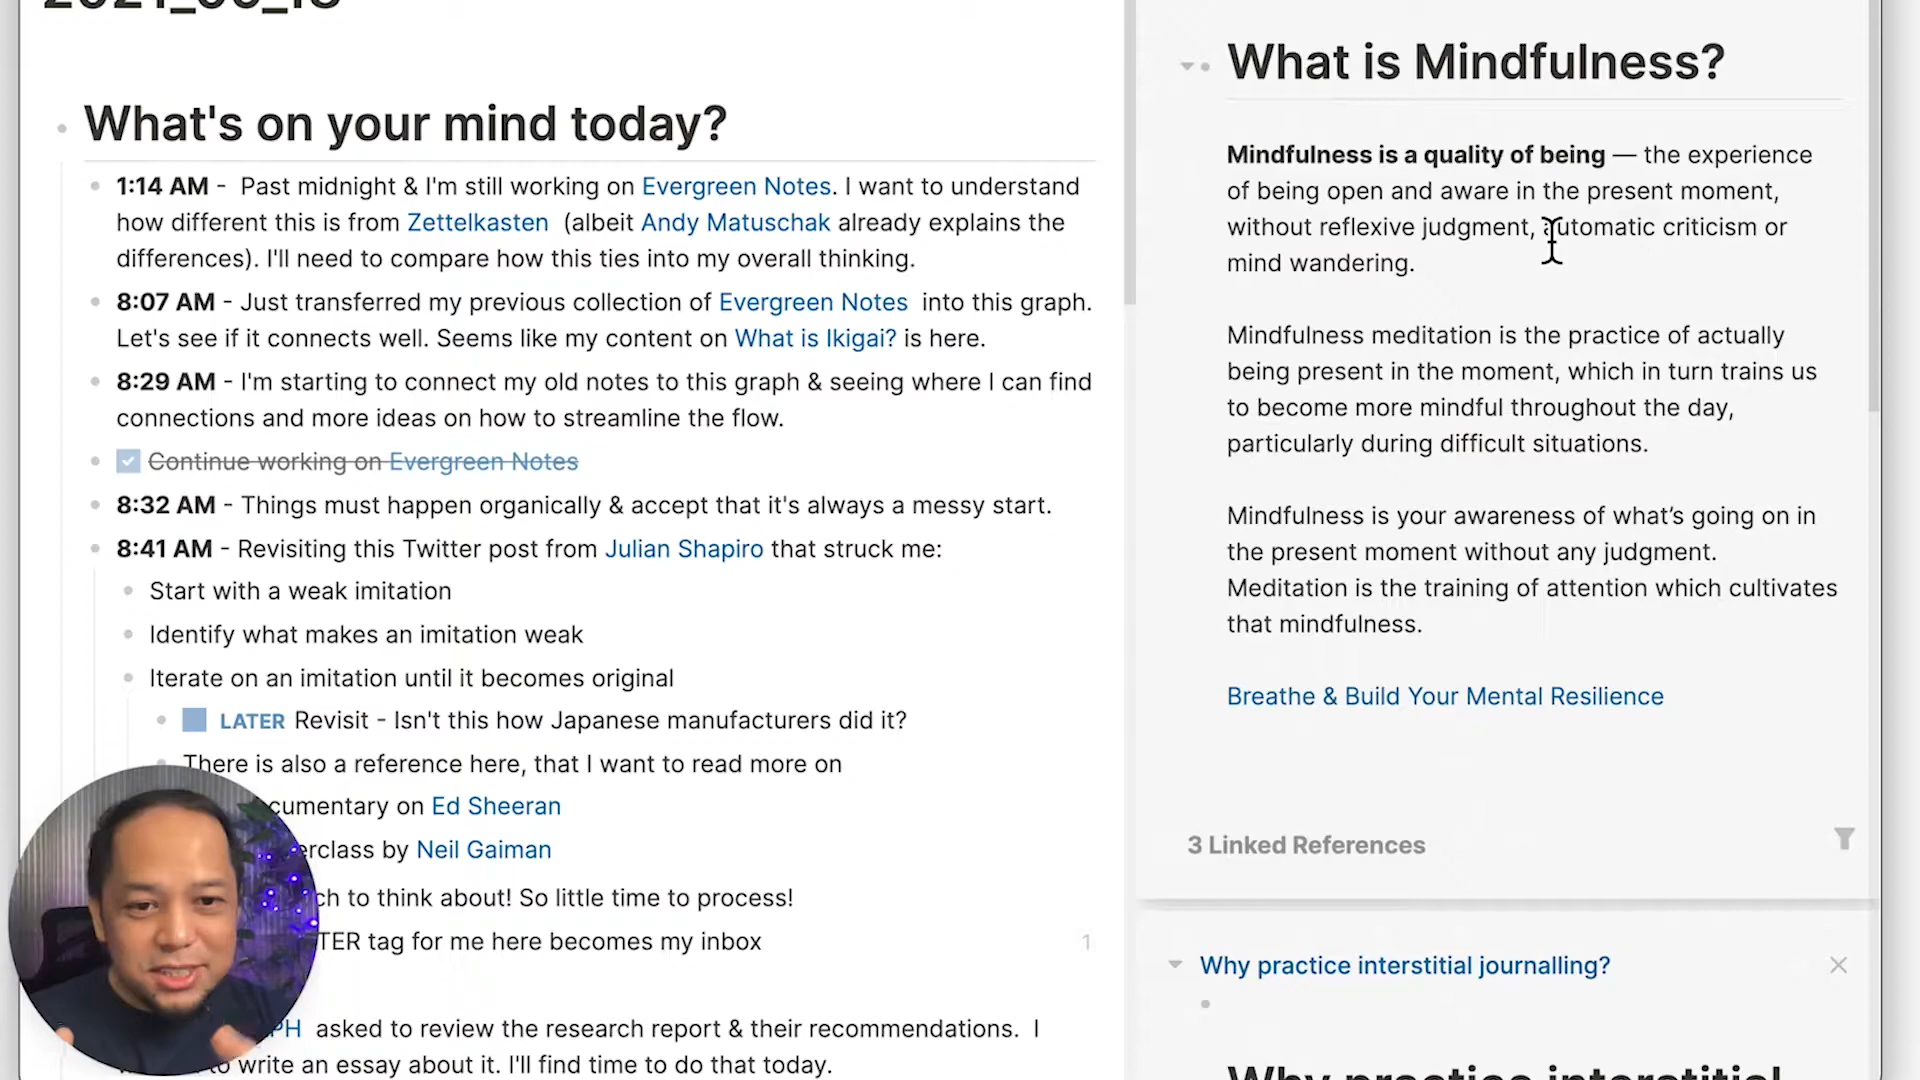 What's on your mind today?
1:14 AM - Past midnight & I'm still working on Evergreen Notes. I want to understand
how different this is from Zettelkasten (albeit Andy Matuschak already explains the
differences). I'll need to compare how this ties into my overall thinking.
8:07 AM - Just transferred my previous collection of Evergreen Notes into this graph.
Let's see if it connects well. Seems like my content on What is Ikigai? is here.
8:29 AM - I'm starting to connect my old notes to this graph & seeing where I can find
connections and more ideas on how to streamline the flow.
Continue working on Evergreen Notes
8:32 AM - Things must happen organically & accept that it's always a messy start.
8:41 AM - Revisiting this Twitter post from Julian Shapiro that struck me:
Start with a weak imitation
Identify what makes an imitation weak
Iterate on an imitation until it becomes original
LATER Revisit - Isn't this how Japanese manufacturers did it?
There is also a reference here, that I want to read more on
cumentary on Ed Sheeran
erclass by Neil Gaiman
ch to think about! So little time to process!
TER tag for me here becomes my inbox
1
PH asked to review the research report & their recommendations. I
to write an essay about it. I'll find time to do that today.
What is Mindfulness?
Mindfulness is a quality of being — the experience
of being open and aware in the present moment,
without reflexive judgment, automatic criticism or
mind wandering.
Mindfulness meditation is the practice of actually
being present in the moment, which in turn trains us
to become more mindful throughout the day,
particularly during difficult situations.
Mindfulness is your awareness of what’s going on in
the present moment without any judgment.
Meditation is the training of attention which cultivates
that mindfulness.
Breathe & Build Your Mental Resilience
3 Linked References
Why practice interstitial journalling?
Why practice interstitial